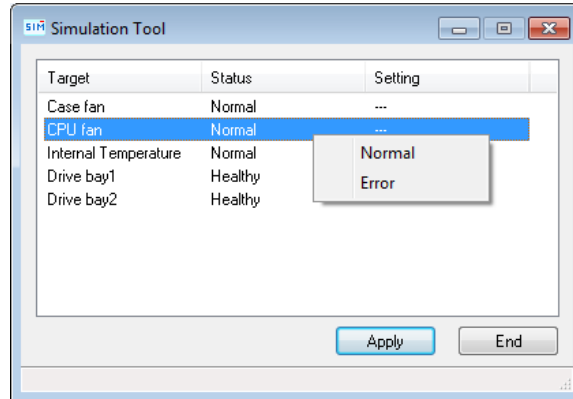 SIM Simulation Tool
Target Status Setting
Case fan Normal ---
CPU fan Normal ---
Internal Temperature Normal
Drive bay1 Healthy
Drive bay2 Healthy
Normal
Error
Apply End